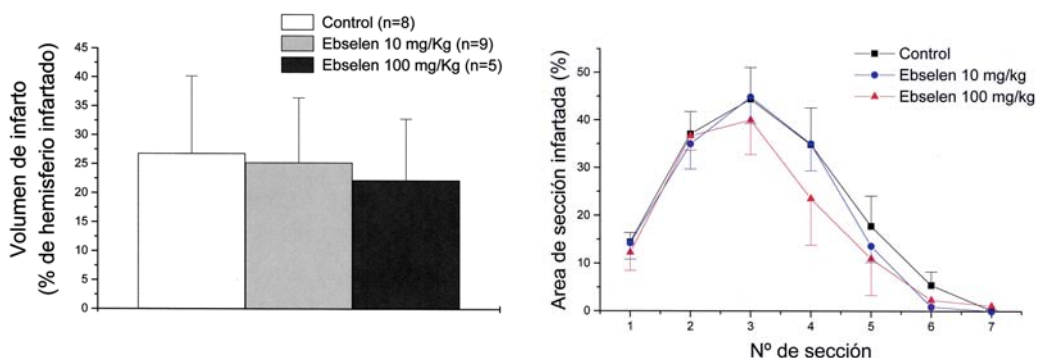 Control (n=8)
Ebselen 10 mg/Kg (n=9)
Ebselen 100 mg/Kg (n=5)
Volumen de infarto
(% de hemisferio infartado)
45
40
35
30
25
20
15
10
5
0
Control
Ebselen 10 mg/kg
Ebselen 100 mg/kg
Area de sección infartada (%)
50
40
30
20
10
0
1 2 3 4 5 6 7
Nº de sección